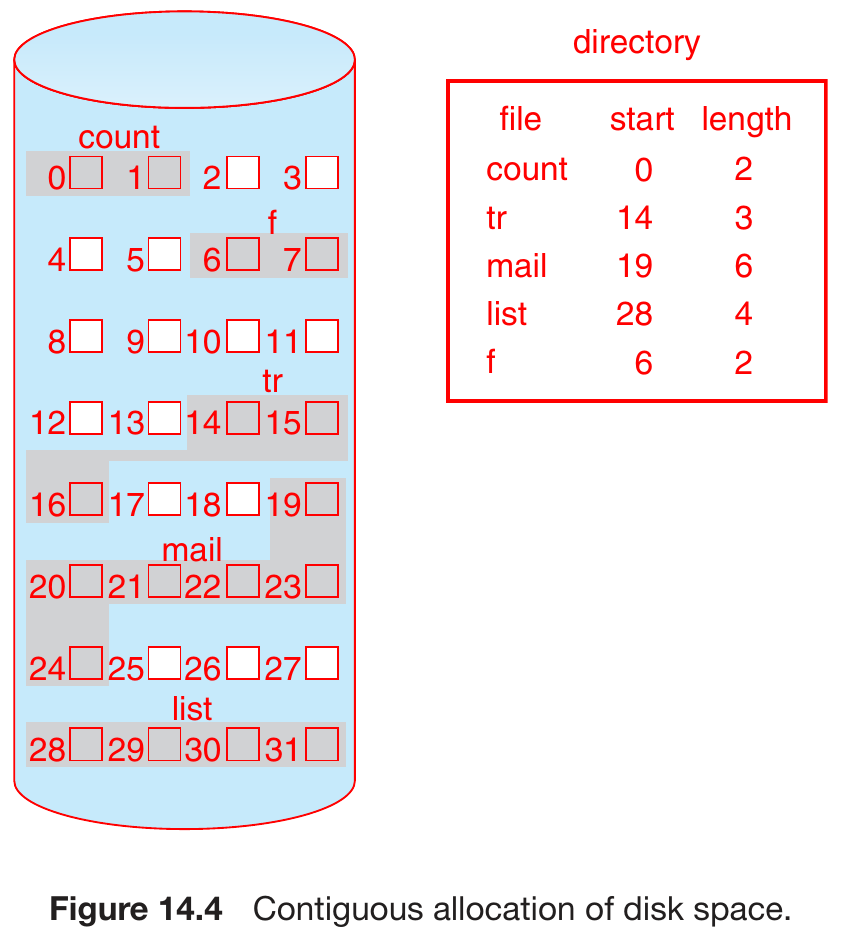 count
0 1 2 3
f
4 5 6 7
8 9 10 11
tr
12 13 14 15
16 17 18 19
mail
20 21 22 23
24 25 26 27
list
28 29 30 31
directory
file start length
count 0 2
tr 14 3
mail 19 6
list 28 4
f 6 2
Figure 14.4 Contiguous allocation of disk space.